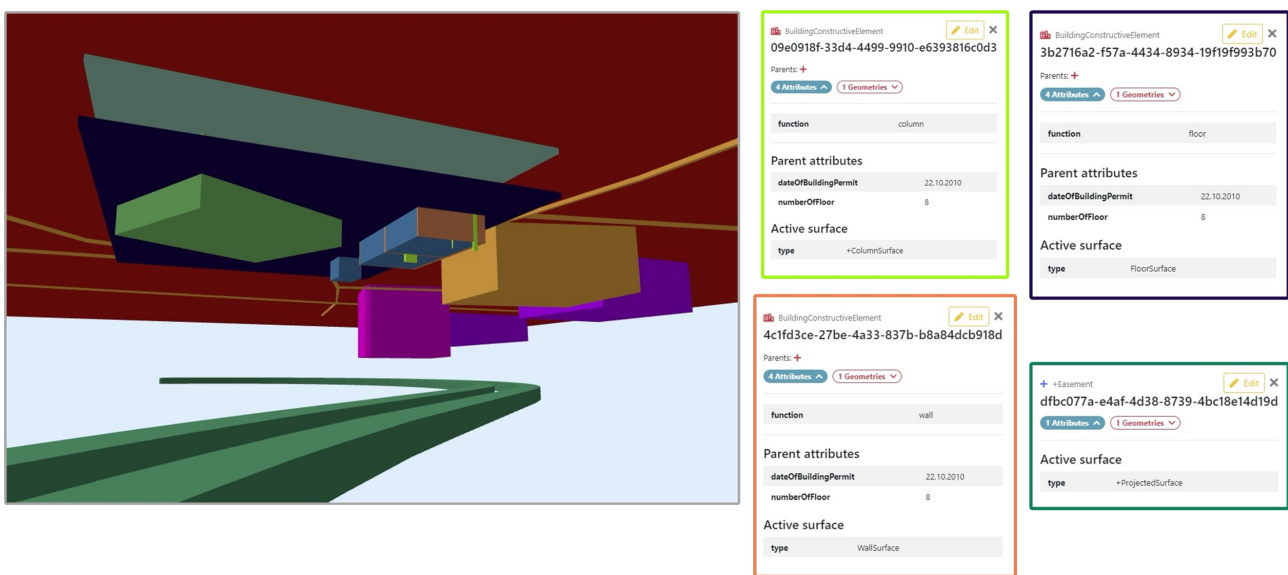 BuildingConstructiveElement
Edit
09e0918f-33d4-4499-9910-e6393816c0d3
Parents: +
4 Attributes
1 Geometries
function column
Parent attributes
dateOfBuildingPermit 22.10.2010
numberOfFloor 8
Active surface
type +ColumnSurface
BuildingConstructiveElement
Edit
3b2716a2-f57a-4434-8934-19f19f993b70
Parents: +
4 Attributes
1 Geometries
function floor
Parent attributes
dateOfBuildingPermit 22.10.2010
numberOfFloor 8
Active surface
type FloorSurface
BuildingConstructiveElement
Edit
4c1fd3ce-27be-4a33-837b-b8a84dcb918d
Parents: +
4 Attributes
1 Geometries
function wall
Parent attributes
dateOfBuildingPermit 22.10.2010
numberOfFloor 8
Active surface
type WallSurface
+Easement
Edit
dfbc077a-e4af-4d38-8739-4bc18e14d19d
1 Attributes
1 Geometries
Active surface
type +ProjectedSurface